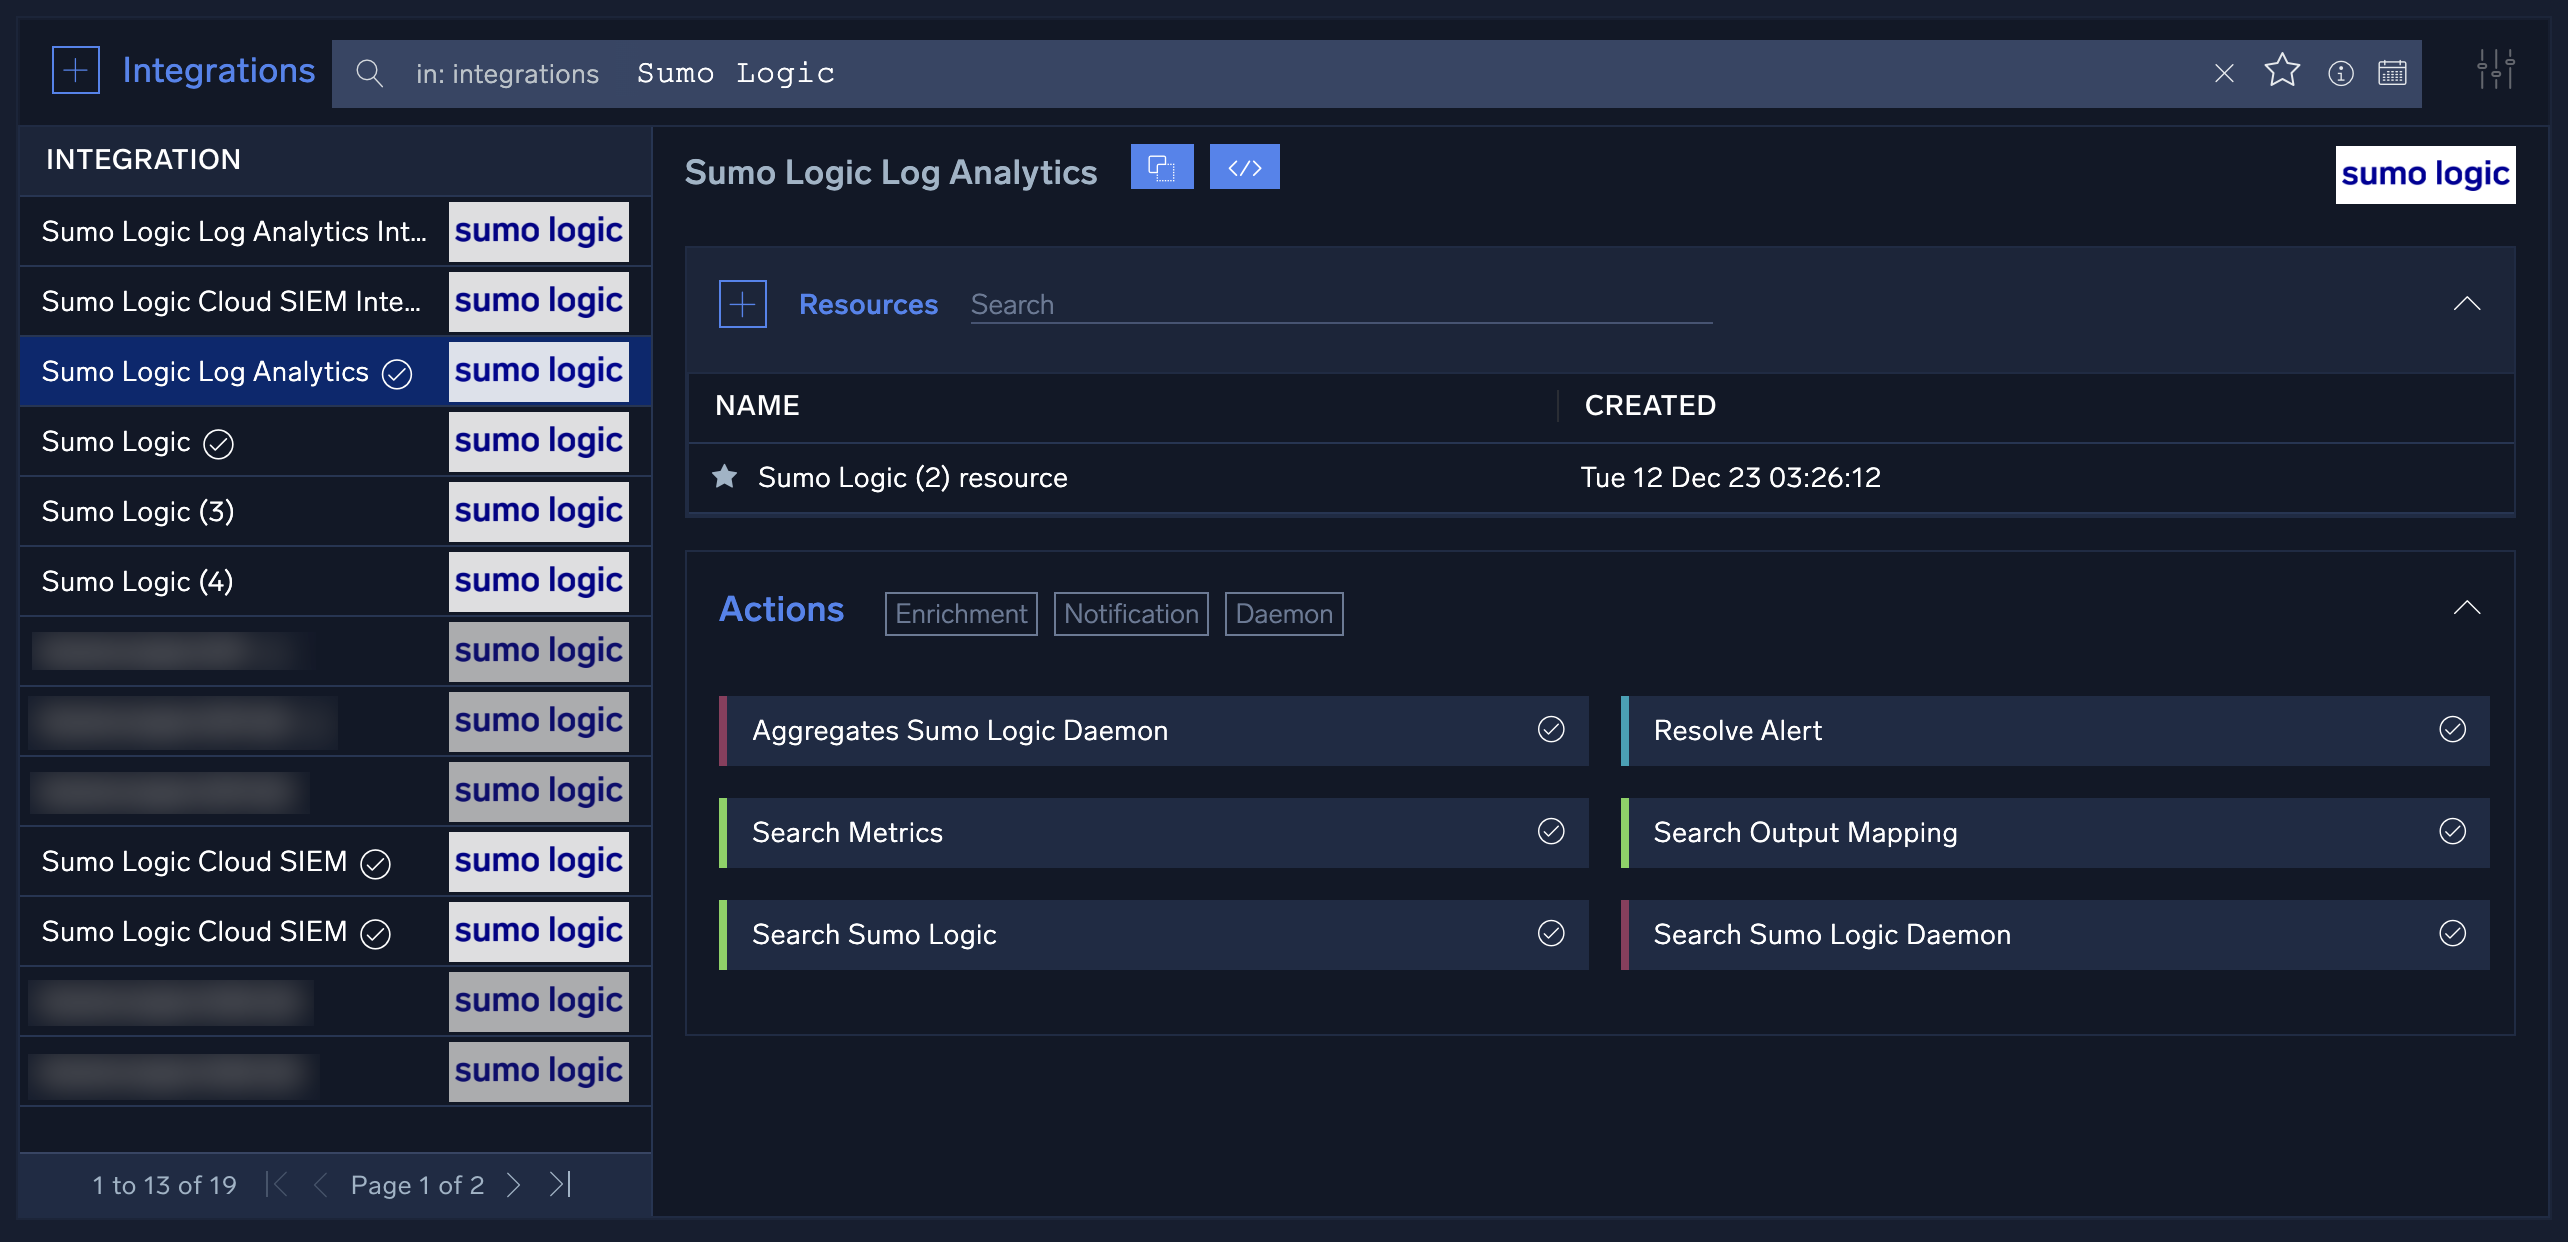 Integrations in: integrations Sumo Logic
INTEGRATION
Sumo Logic Log Analytics Int... sumo logic
Sumo Logic Cloud SIEM Inte... sumo logic
Sumo Logic Log Analytics sumo logic
Sumo Logic sumo logic
Sumo Logic (3) sumo logic
Sumo Logic (4) sumo logic
sumo logic
sumo logic
sumo logic
Sumo Logic Cloud SIEM sumo logic
Sumo Logic Cloud SIEM sumo logic
sumo logic
sumo logic
1 to 13 of 19 Page 1 of 2
Sumo Logic Log Analytics sumo logic
Resources Search
NAME CREATED
Sumo Logic (2) resource Tue 12 Dec 23 03:26:12
Actions Enrichment Notification Daemon
Aggregates Sumo Logic Daemon Resolve Alert
Search Metrics Search Output Mapping
Search Sumo Logic Search Sumo Logic Daemon